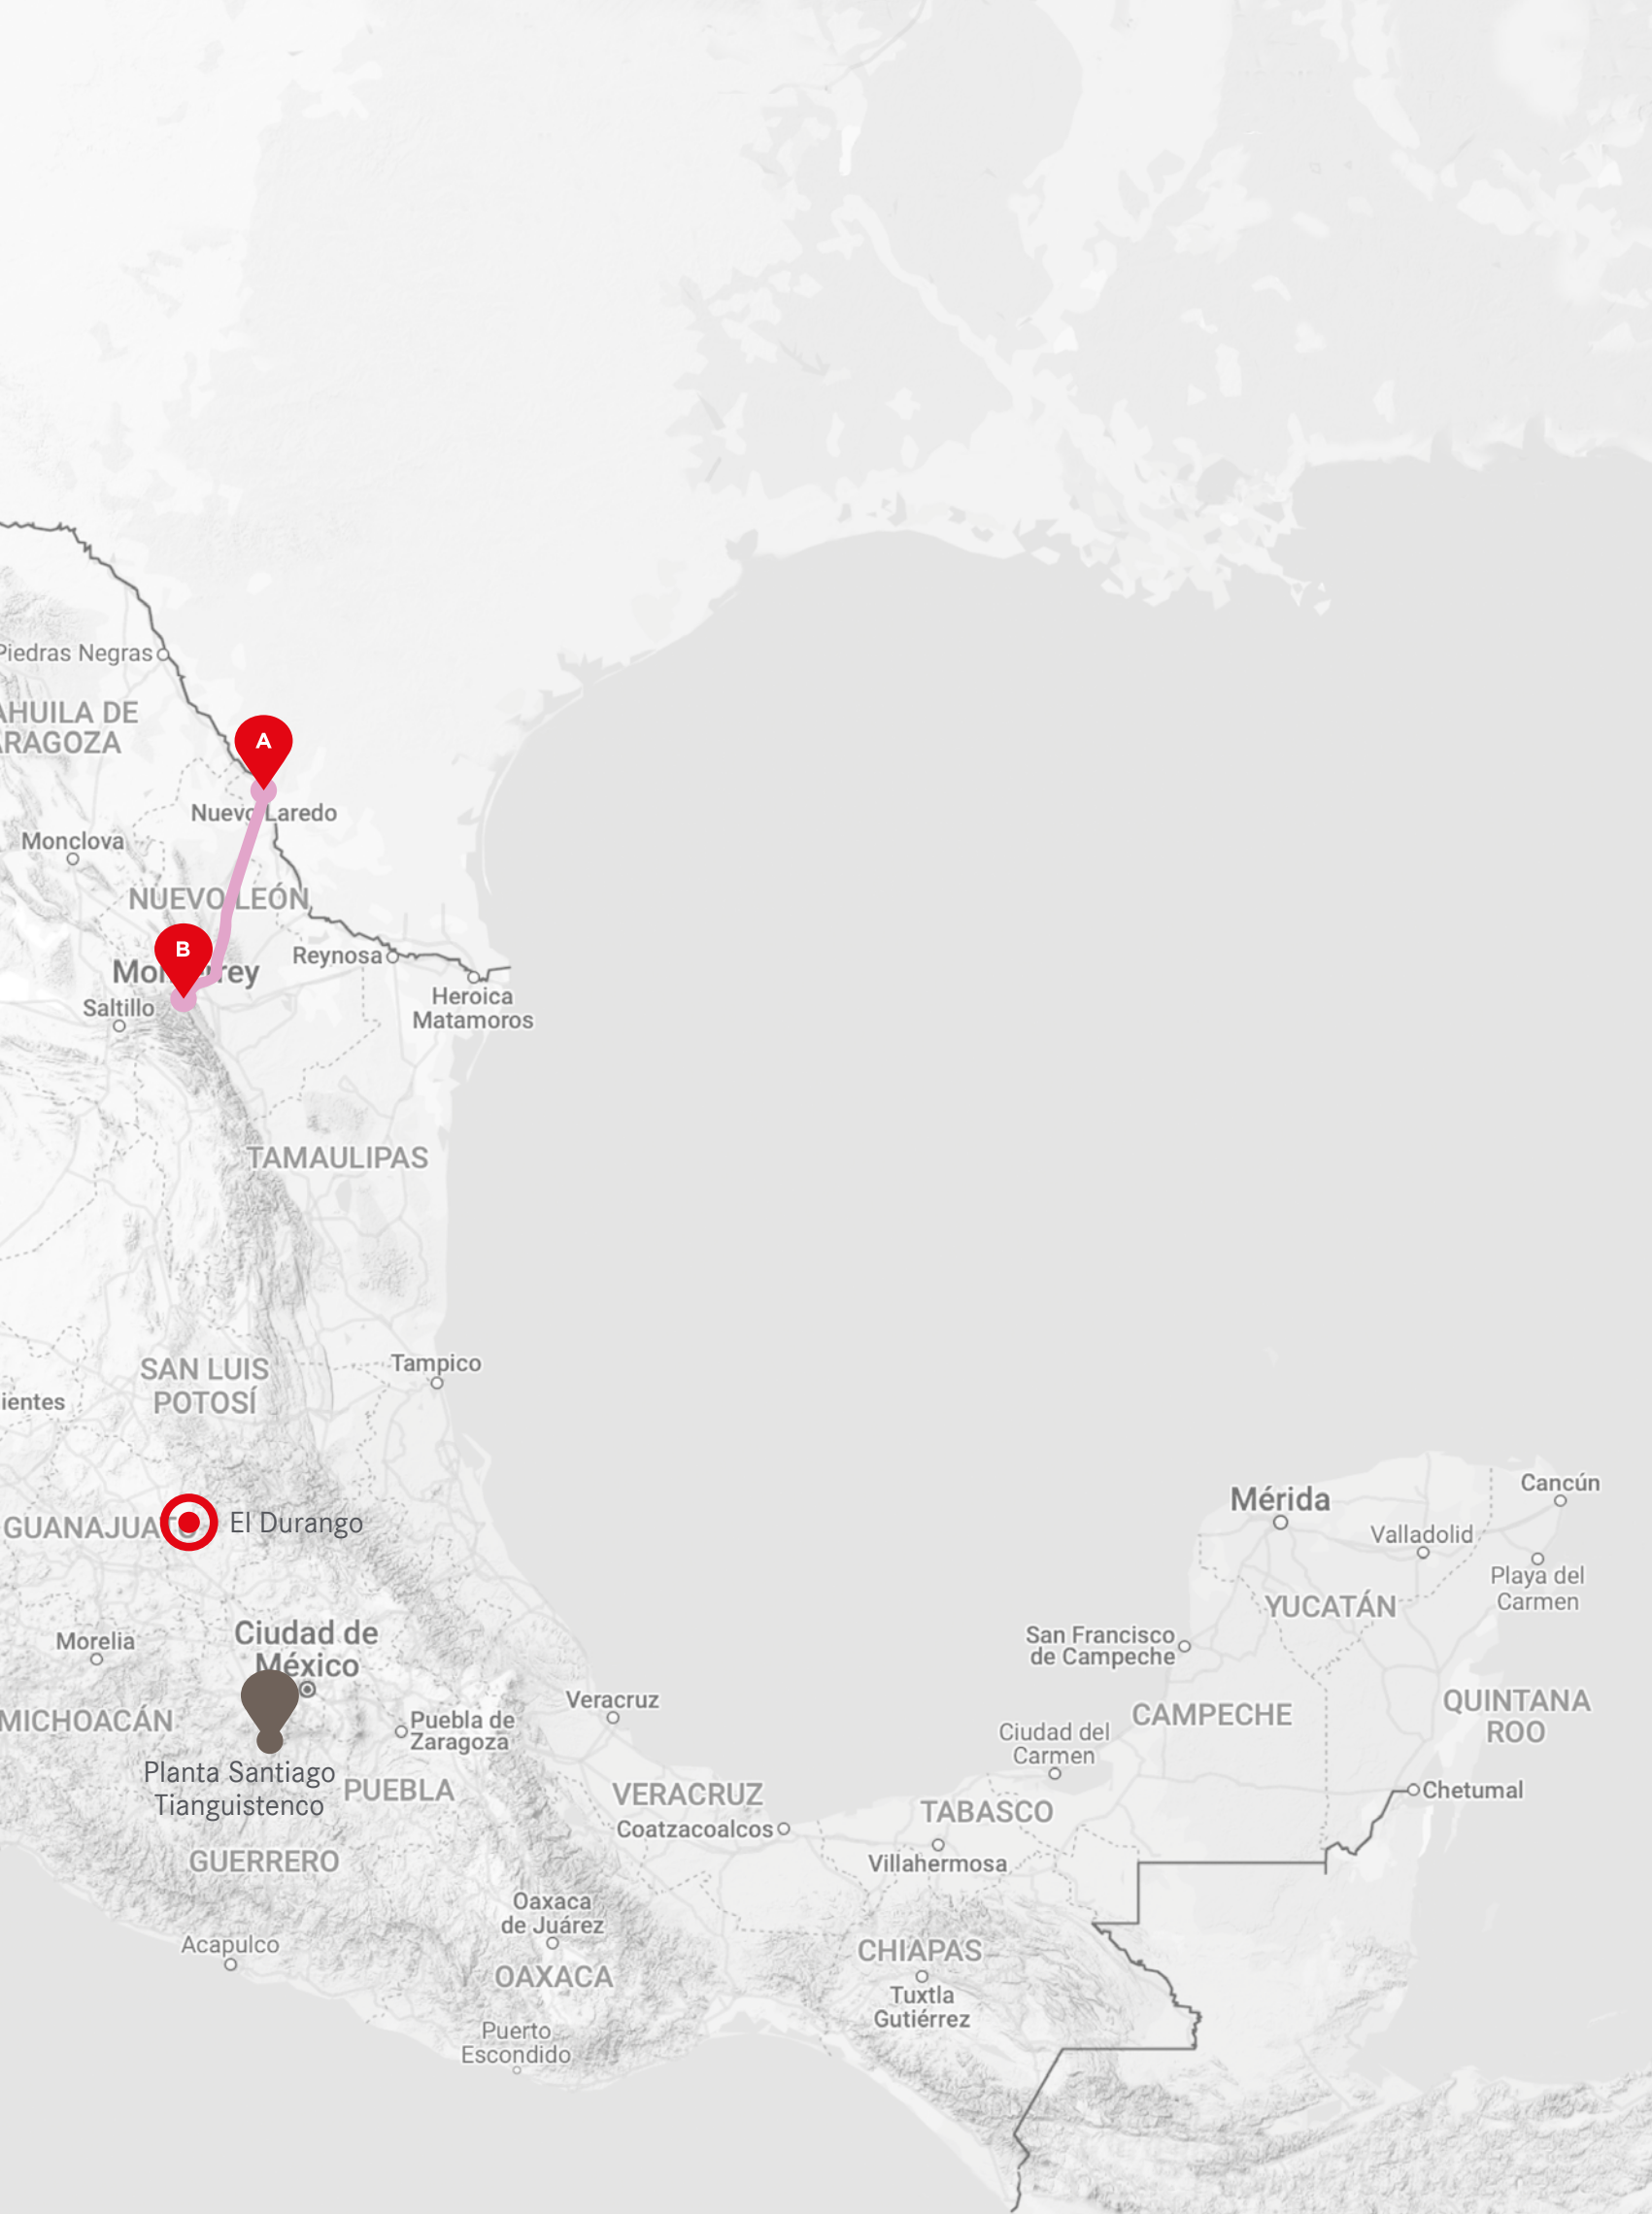 Piedras Negras
AHUILA DE
ARAGOZA
A
Nuevo Laredo
Monclova
NUEVO LEÓN
B
Reynosa
Saltillo
Heroica
Matamoros
TAMAULIPAS
SAN LUIS
POTOSÍ
Tampico
ientes
GUANAJUATO
El Durango
Mérida
Cancún
Valladolid
Playa del
Carmen
YUCATÁN
Ciudad de
México
Morelia
San Francisco
de Campeche
MICHOACÁN
Puebla de
Zaragoza
Veracruz
CAMPECHE
QUINTANA
ROO
Ciudad del
Carmen
Planta Santiago
Tianguistenco
PUEBLA
VERACRUZ
Chetumal
TABASCO
Coatzacoalcos
Villahermosa
GUERRERO
Oaxaca
de Juárez
Acapulco
OAXACA
CHIAPAS
Tuxtla
Gutiérrez
Puerto
Escondido